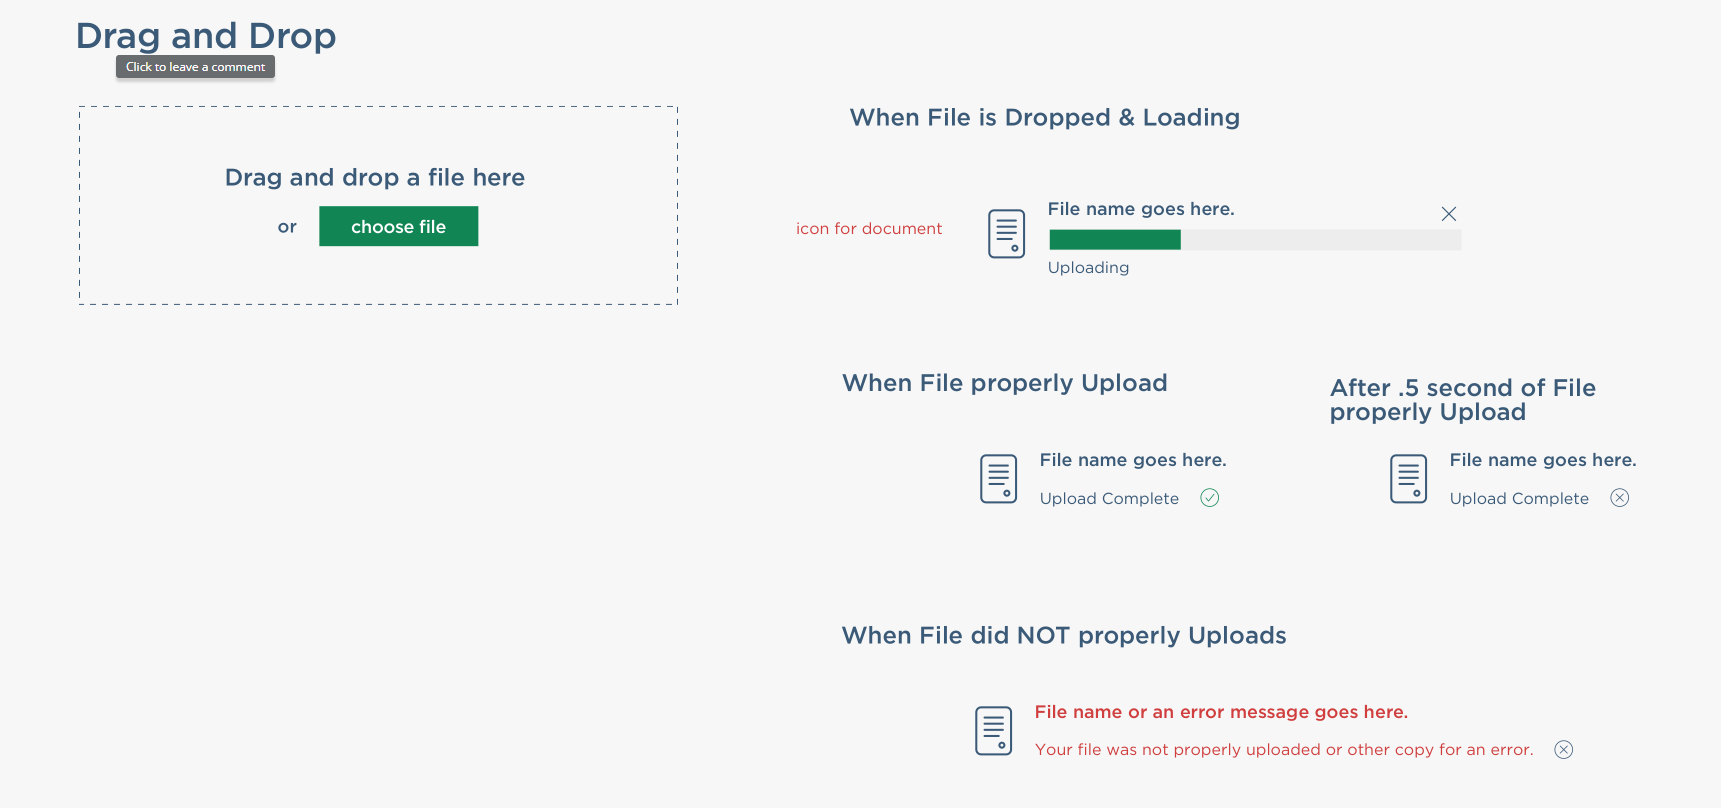 Drag and Drop
Click to leave a comment
Drag and drop a file here
or choose file
When File is Dropped & Loading
icon for document
File name goes here.
Uploading
When File properly Upload
File name goes here.
Upload Complete
After .5 second of File
properly Upload
File name goes here.
Upload Complete
When File did NOT properly Uploads
File name or an error message goes here.
Your file was not properly uploaded or other copy for an error.